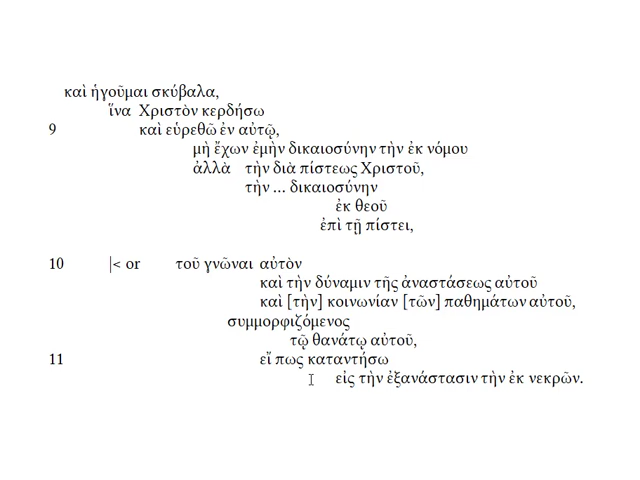 καὶ ἡγοῦμαι σκύβαλα,
ἵνα Χριστὸν κερδήσω
9 καὶ εὑρεθῶ ἐν αὐτῷ,
μὴ ἔχων ἐμὴν δικαιοσύνην τὴν ἐκ νόμου
ἀλλὰ τὴν διὰ πίστεως Χριστοῦ,
τὴν ... δικαιοσύνην
ἐκ θεοῦ
ἐπὶ τῇ πίστει,
10 |< or τοῦ γνῶναι αὐτὸν
καὶ τὴν δύναμιν τῆς ἀναστάσεως αὐτοῦ
καὶ [τὴν] κοινωνίαν [τῶν] παθημάτων αὐτοῦ,
συμμορφιζόμενος
τῷ θανάτῳ αὐτοῦ,
11 εἴ πως καταντήσω
εἰς τὴν ἐξανάστασιν τὴν ἐκ νεκρῶν.